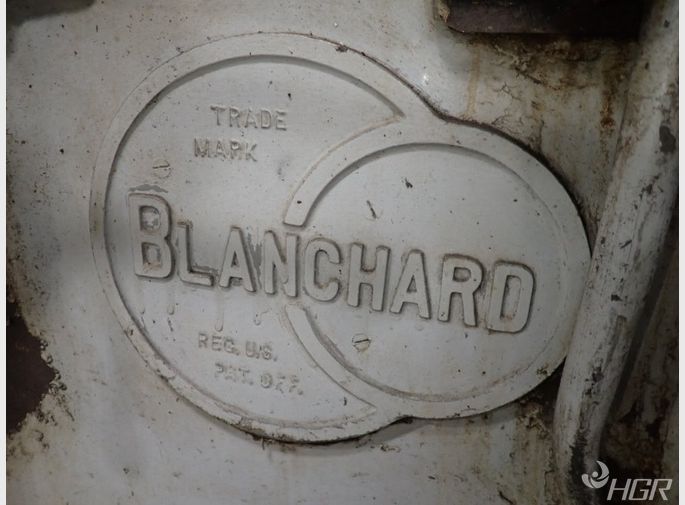 TRADE
MARK
BLANCHARD
REG. U.S.
PAT. OFF.
HGR